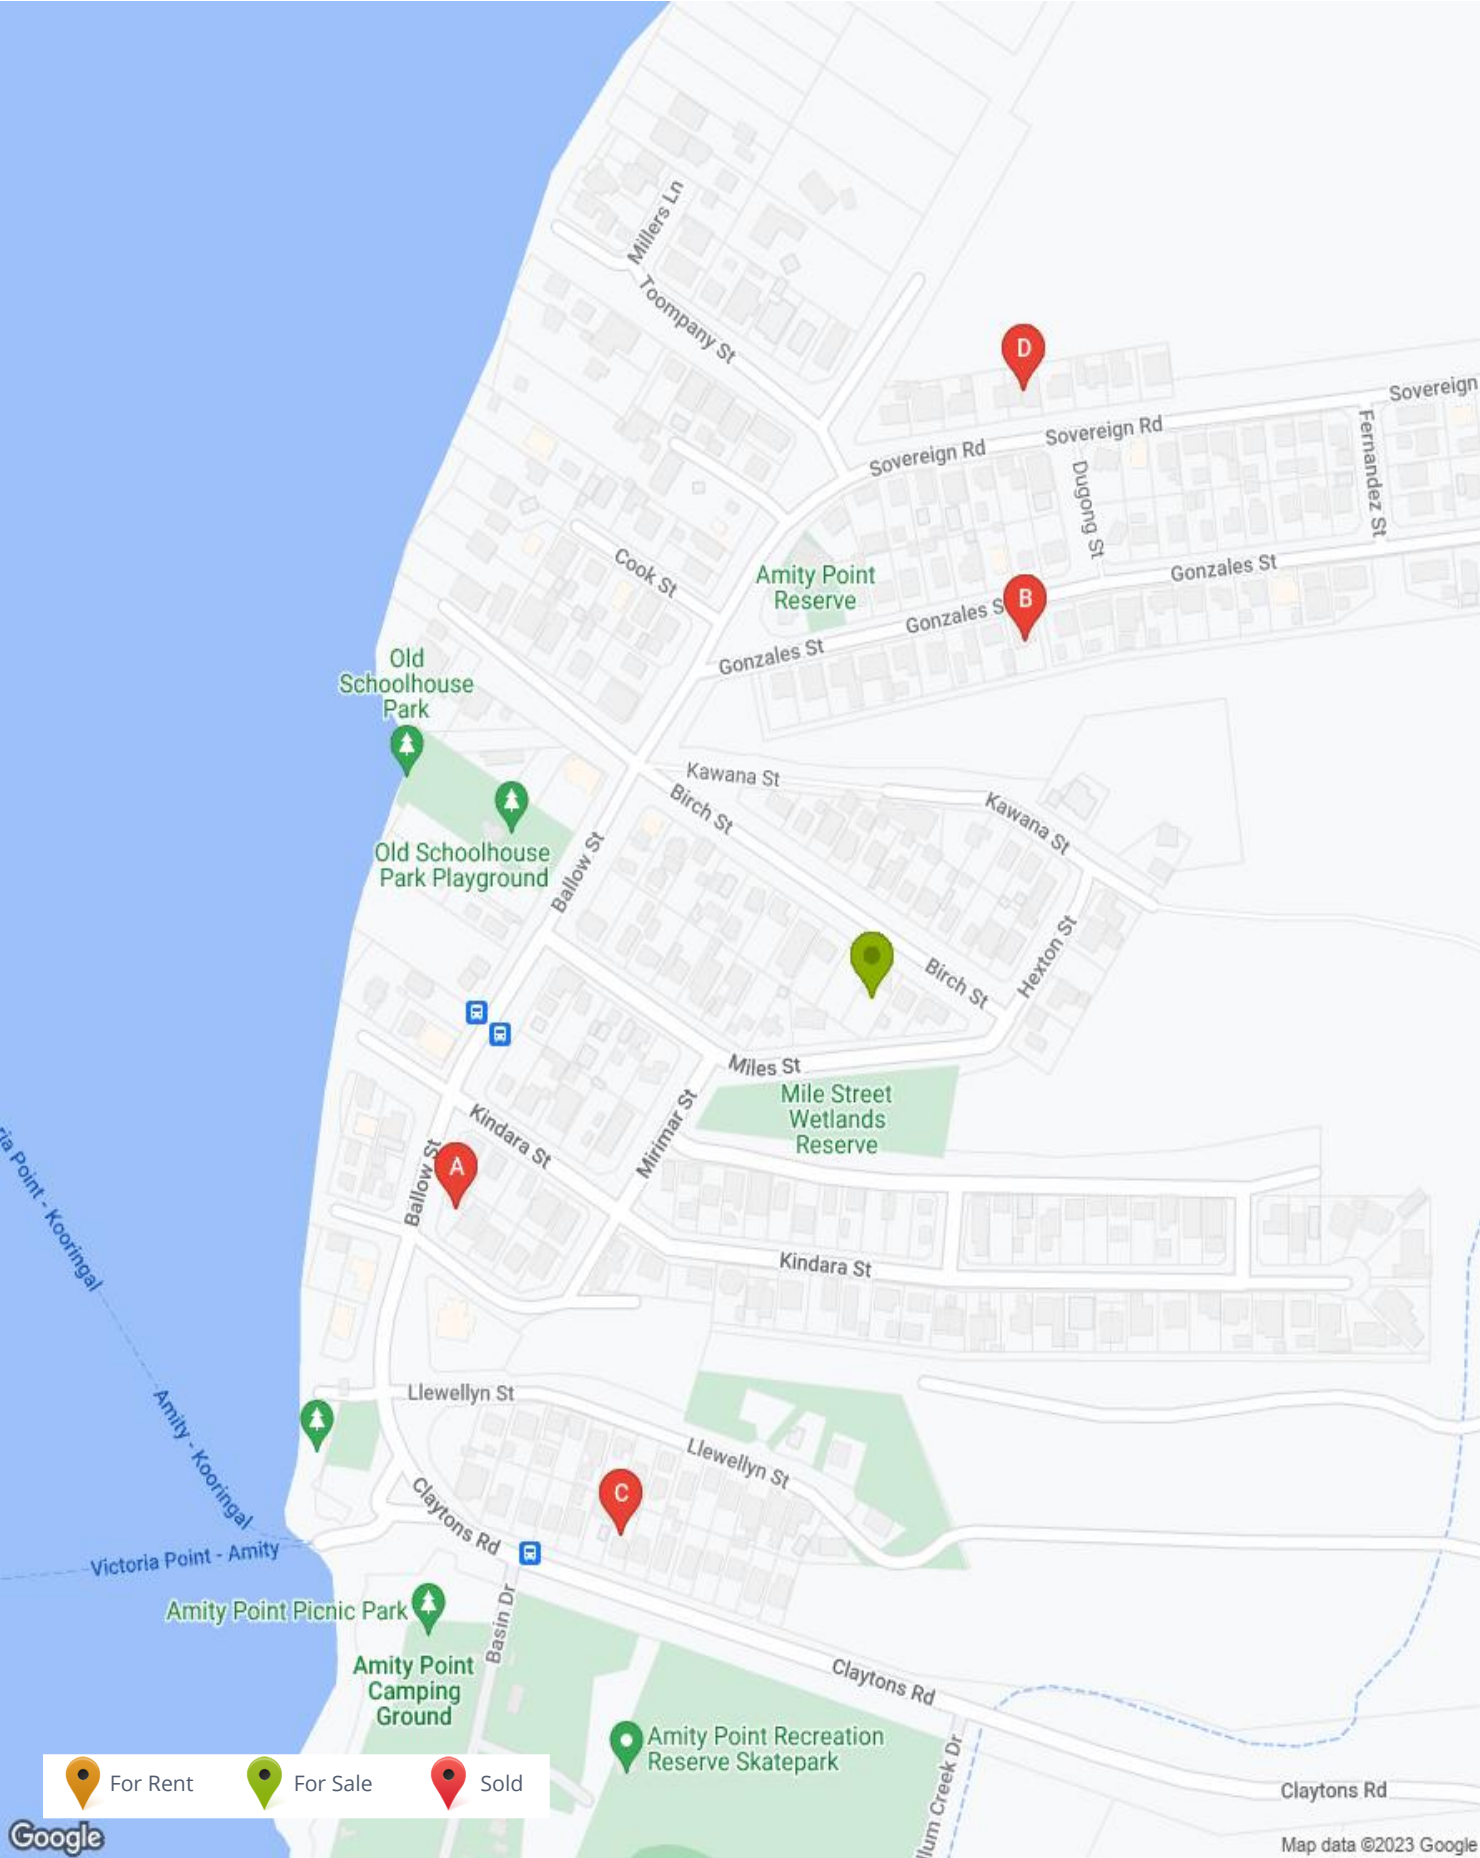 Millers Ln
Toompany St
D
Sovereign
Sovereign Rd
Sovereign Rd
Fernandez St
Dugong St
Cook St
Amity Point
Reserve
Gonzales St
B
Gonzales S
Gonzales St
Old
Schoolhouse
Park
Kawana St
Birch St
Kawana St
Old Schoolhouse
Park Playground
Ballow St
Hexton St
Birch St
Miles St
Mile Street
Wetlands
Reserve
Kindara St
Mirimar St
A
Ballow St
ria Point - Kooringal
Kindara St
Llewellyn St
Amity - Kooringal
Llewellyn St
C
Claytons Rd
Victoria Point - Amity
Amity Point Picnic Park
Basin Dr
Amity Point
Camping
Ground
Claytons Rd
Amity Point Recreation
Reserve Skatepark
llum Creek Dr
For Rent
For Sale
Sold
Claytons Rd
Google
Map data ©2023 Google